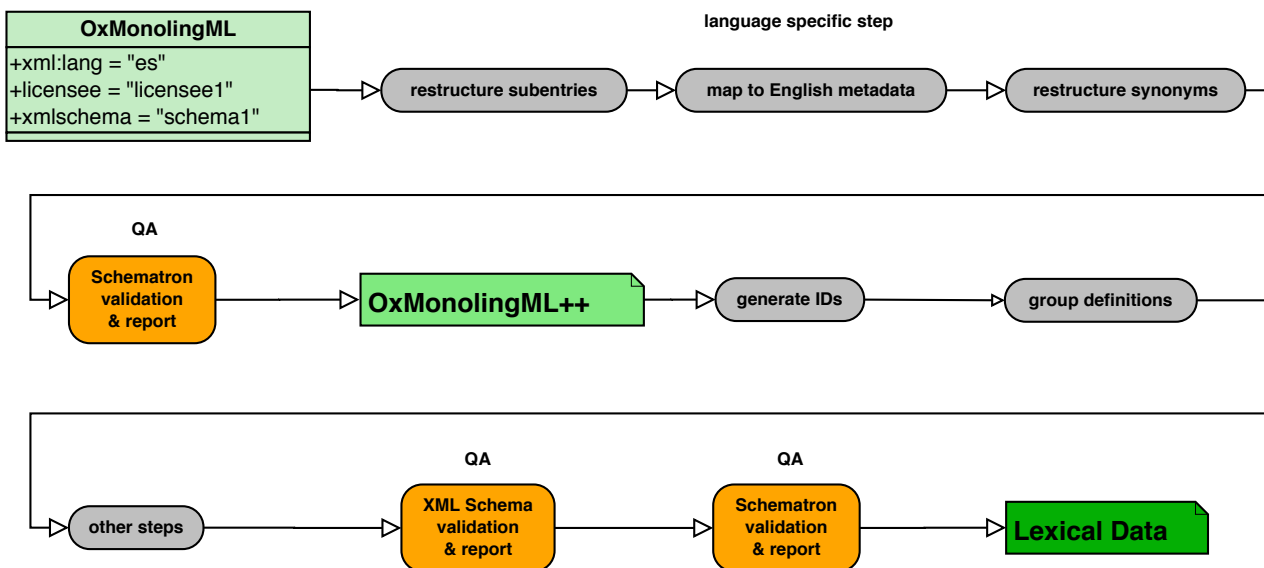 OxMonolingML
+xml:lang = "es"
+licensee = "licensee1"
+xmlschema = "schema1"
language specific step
restructure subentries
map to English metadata
restructure synonyms
QA
Schematron
validation
& report
OxMonolingML++
generate IDs
group definitions
other steps
QA
XML Schema
validation
& report
QA
Schematron
validation
& report
Lexical Data